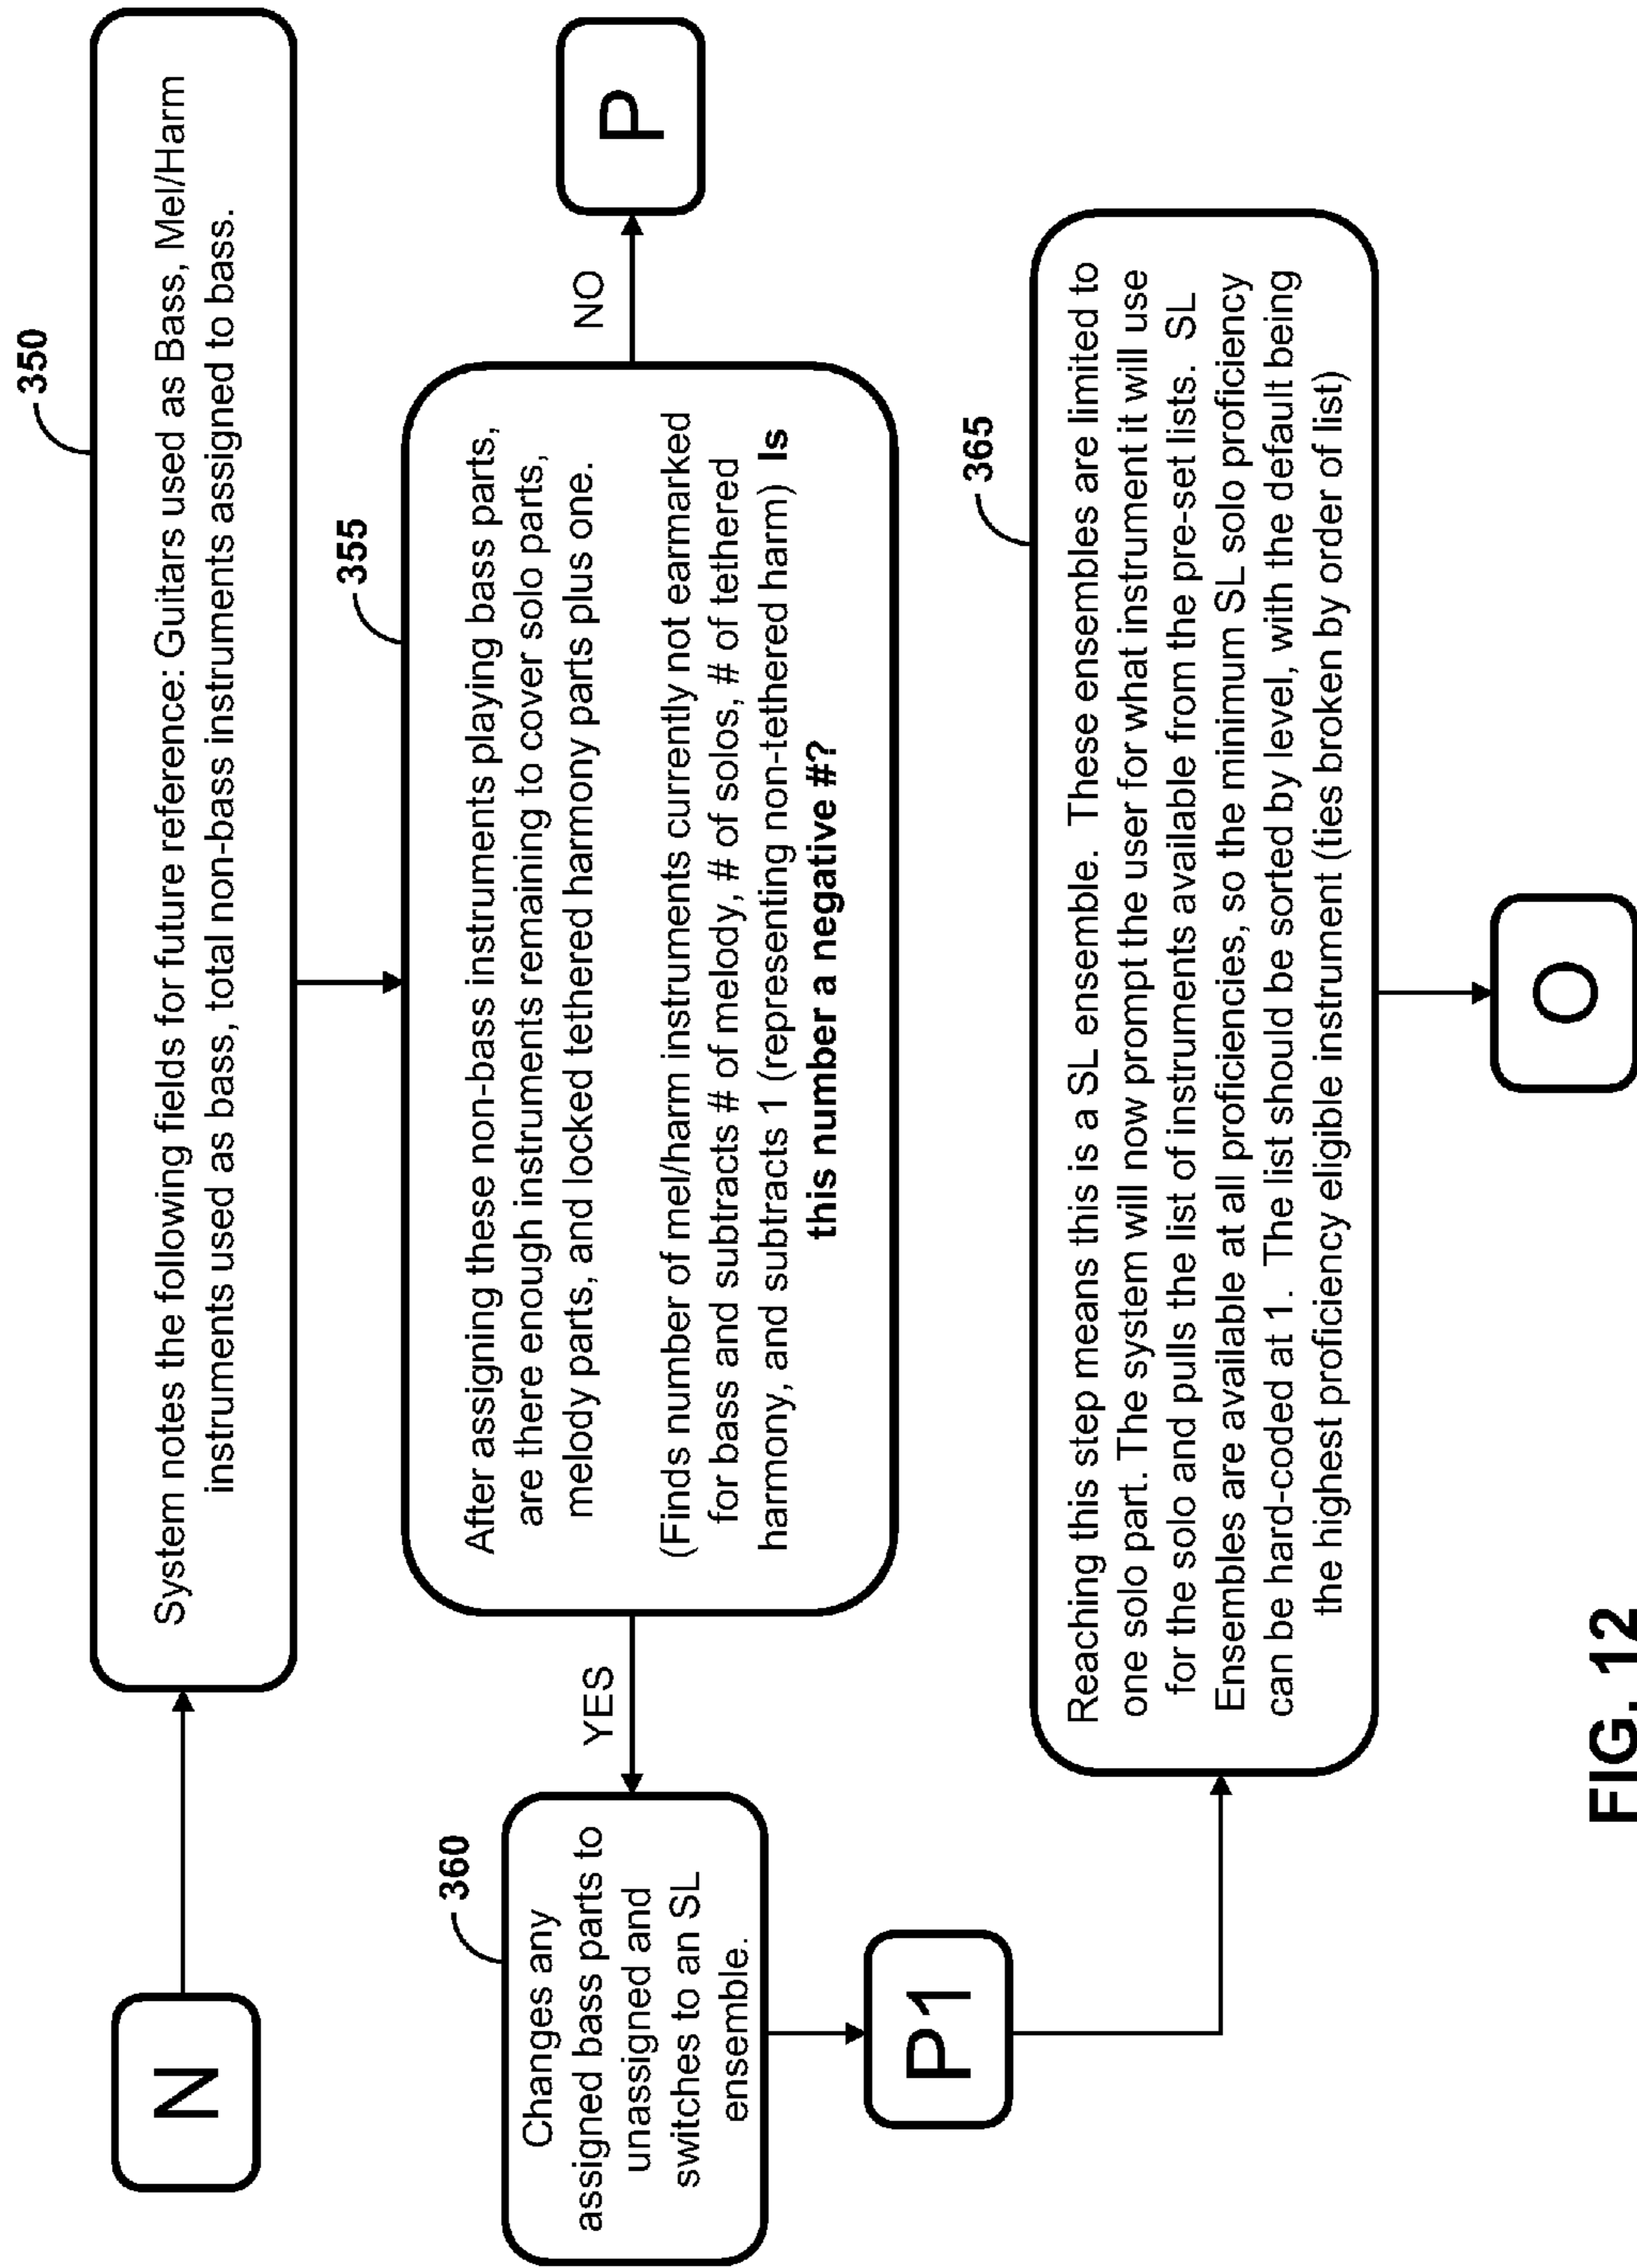 350
N
System notes the following fields for future reference: Guitars used as Bass, Mel/Harm
instruments used as bass, total non-bass instruments assigned to bass.
355
After assigning these non-bass instruments playing bass parts,
are there enough instruments remaining to cover solo parts,
melody parts, and locked tethered harmony parts plus one.
(Finds number of mel/harm instruments currently not earmarked
for bass and subtracts # of melody, # of solos, # of tethered
harmony, and subtracts 1 (representing non-tethered harm) Is
this number a negative #?
YES
NO
P
360
Changes any
assigned bass parts to
unassigned and
switches to an SL
ensemble.
P1
365
Reaching this step means this is a SL ensemble. These ensembles are limited to
one solo part. The system will now prompt the user for what instrument it will use
for the solo and pulls the list of instruments available from the pre-set lists. SL
Ensembles are available at all proficiencies, so the minimum SL solo proficiency
can be hard-coded at 1. The list should be sorted by level, with the default being
the highest proficiency eligible instrument (ties broken by order of list)
O
FIG. 12